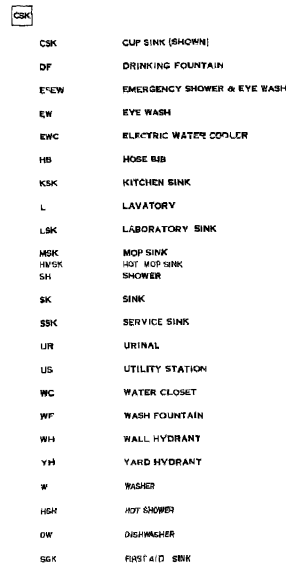 CSK
CSK CUP SINK (SHOWN)
DF DRINKING FOUNTAIN
ESEW EMERGENCY SHOWER & EYE WASH
EW EYE WASH
EWC ELECTRIC WATER COOLER
HB HOSE BIB
KSK KITCHEN SINK
L LAVATORY
LSK LABORATORY SINK
MSK MOP SINK
HMSK HOT MOP SINK
SH SHOWER
SK SINK
SSK SERVICE SINK
UR URINAL
US UTILITY STATION
WC WATER CLOSET
WF WASH FOUNTAIN
WH WALL HYDRANT
YH YARD HYDRANT
W WASHER
HSH HOT SHOWER
DW DISHWASHER
SGK FIRST AID SINK